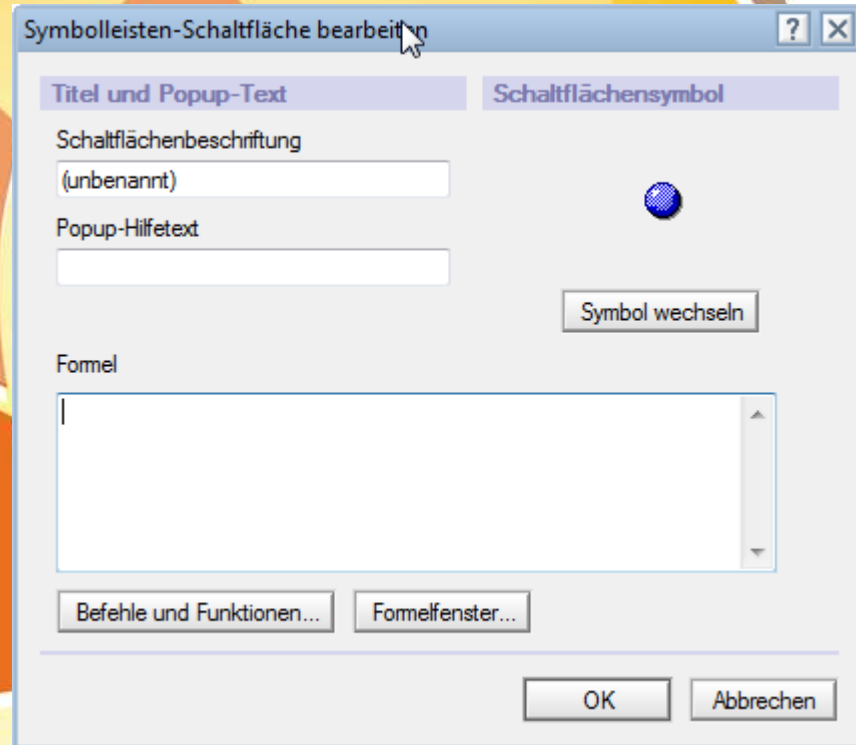 Symbolleisten-Schaltfläche bearbeiten
Titel und Popup-Text
Schaltflächensymbol
Schaltflächenbeschriftung
(unbenannt)
Popup-Hilfetext
Symbol wechseln
Formel
Befehle und Funktionen... Formelfenster...
OK Abbrechen